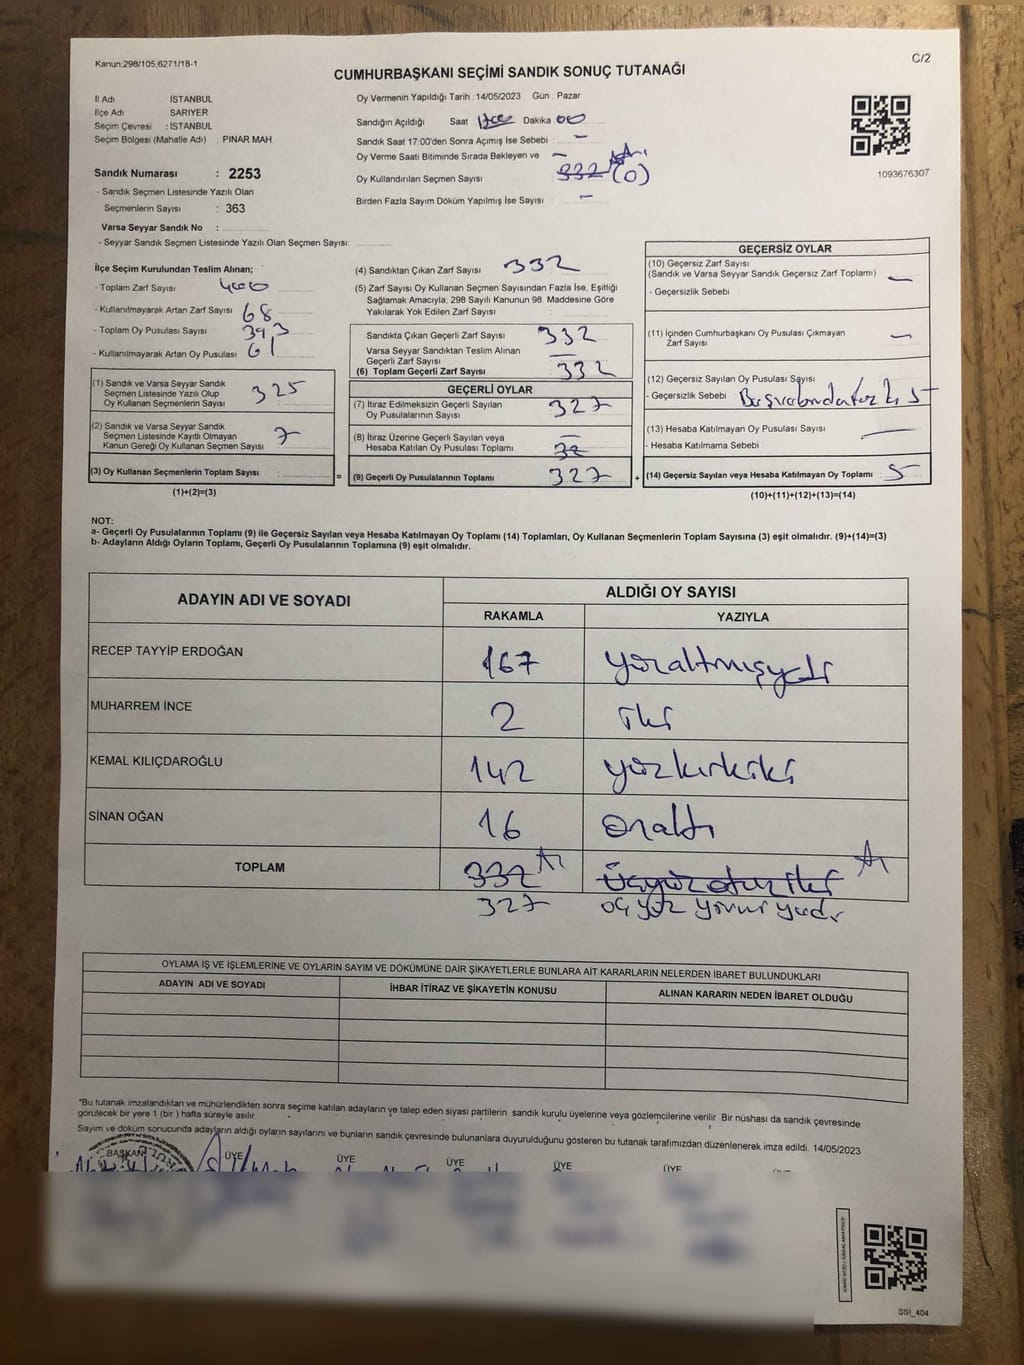 Kanun:298/105,6271/18-1
C/2
CUMHURBAŞKANI SEÇİMİ SANDIK SONUÇ TUTANAĞI
İl Adı İSTANBUL
İlçe Adı SARIYER
Seçim Çevresi : İSTANBUL
Seçim Bölgesi (Mahalle Adı) : PINAR MAH
Sandık Numarası : 2253
- Sandık Seçmen Listesinde Yazılı Olan
Seçmenlerin Sayısı : 363
Varsa Seyyar Sandık No :
- Seyyar Sandık Seçmen Listesinde Yazılı Olan Seçmen Sayısı:
Oy Vermenin Yapıldığı Tarih : 14/05/2023 Gün : Pazar
Sandığın Açıldığı Saat Dakika 00
Sandık Saat 17:00'den Sonra Açımış İse Sebebi : –
Oy Verme Saati Bitiminde Sırada Bekleyen ve –
Oy Kullandırılan Seçmen Sayısı 332 (0)
Birden Fazla Sayım Döküm Yapılmış İse Sayısı : –
1093676307
İlçe Seçim Kurulundan Teslim Alınan;
- Toplam Zarf Sayısı 400
- Kullanılmayarak Artan Zarf Sayısı 68
- Toplam Oy Pusulası Sayısı 393
- Kullanılmayarak Artan Oy Pusulası 61
(1) Sandık ve Varsa Seyyar Sandık
Seçmen Listesinde Yazılı Olup
Oy Kullanan Seçmenlerin Sayısı 325
(2) Sandık ve Varsa Seyyar Sandık
Seçmen Listesinde Kayıtlı Olmayan
Kanun Gereği Oy Kullanan Seçmen Sayısı 7
(3) Oy Kullanan Seçmenlerin Toplam Sayısı :
(1)+(2)=(3)
(4) Sandıktan Çıkan Zarf Sayısı 332
(5) Zarf Sayısı Oy Kullanan Seçmen Sayısından Fazla İse, Eşitliği
Sağlamak Amacıyla, 298 Sayılı Kanunun 98. Maddesine Göre
Yakılarak Yok Edilen Zarf Sayısı :
Sandıkta Çıkan Geçerli Zarf Sayısı 332
Varsa Seyyar Sandıktan Teslim Alınan
Geçerli Zarf Sayısı –
(6) Toplam Geçerli Zarf Sayısı 332
GEÇERLİ OYLAR
(7) İtiraz Edilmeksizin Geçerli Sayılan
Oy Pusulalarının Sayısı 327
(8) İtiraz Üzerine Geçerli Sayılan veya –
Hesaba Katılan Oy Pusulası Toplamı
= (9) Geçerli Oy Pusulalarının Toplamı 327 +
GEÇERSİZ OYLAR
(10) Geçersiz Zarf Sayısı
(Sandık ve Varsa Seyyar Sandık Geçersiz Zarf Toplamı) –
- Geçersizlik Sebebi :
(11) İçinden Cumhurbaşkanı Oy Pusulası Çıkmayan
Zarf Sayısı –
(12) Geçersiz Sayılan Oy Pusulası Sayısı
- Geçersizlik Sebebi 5
(13) Hesaba Katılmayan Oy Pusulası Sayısı : –
- Hesaba Katılmama Sebebi
(14) Geçersiz Sayılan veya Hesaba Katılmayan Oy Toplamı : 5
(10)+(11)+(12)+(13)=(14)
NOT:
a- Geçerli Oy Pusulalarının Toplamı (9) ile Geçersiz Sayılan veya Hesaba Katılmayan Oy Toplamı (14) Toplamları, Oy Kullanan Seçmenlerin Toplam Sayısına (3) eşit olmalıdır. (9)+(14)=(3)
b- Adayların Aldığı Oyların Toplamı, Geçerli Oy Pusulalarının Toplamına (9) eşit olmalıdır.
ADAYIN ADI VE SOYADI
ALDIĞI OY SAYISI
RAKAMLA YAZIYLA
RECEP TAYYİP ERDOĞAN 167 yüzaltmışyedi
MUHARREM İNCE 2 iki
KEMAL KILIÇDAROĞLU 142 yüzkırkiki
SİNAN OĞAN 16 onaltı
TOPLAM 332 Üçyüzotuziki
327 üç yüz yirmi yedi
OYLAMA İŞ VE İŞLEMLERİNE VE OYLARIN SAYIM VE DÖKÜMÜNE DAİR ŞİKAYETLERLE BUNLARA AİT KARARLARIN NELERDEN İBARET BULUNDUKLARI
ADAYIN ADI VE SOYADI İHBAR İTİRAZ VE ŞİKAYETİN KONUSU ALINAN KARARIN NEDEN İBARET OLDUĞU
*Bu tutanak imzalandıktan ve mühürlendikten sonra seçime katılan adayların ve talep eden siyasi partilerin sandık kurulu üyelerine veya gözlemcilerine verilir. Bir nüshası da sandık çevresinde
görülecek bir yere 1 (bir ) hafta süreyle asılır
Sayım ve döküm sonucunda adayların aldığı oyların sayılarını ve bunların sandık çevresinde bulunanlara duyurulduğunu gösteren bu tutanak tarafımızdan düzenlenerek imza edildi. 14/05/2023
BAŞKAN ÜYE ÜYE ÜYE ÜYE ÜYE
SSI_404